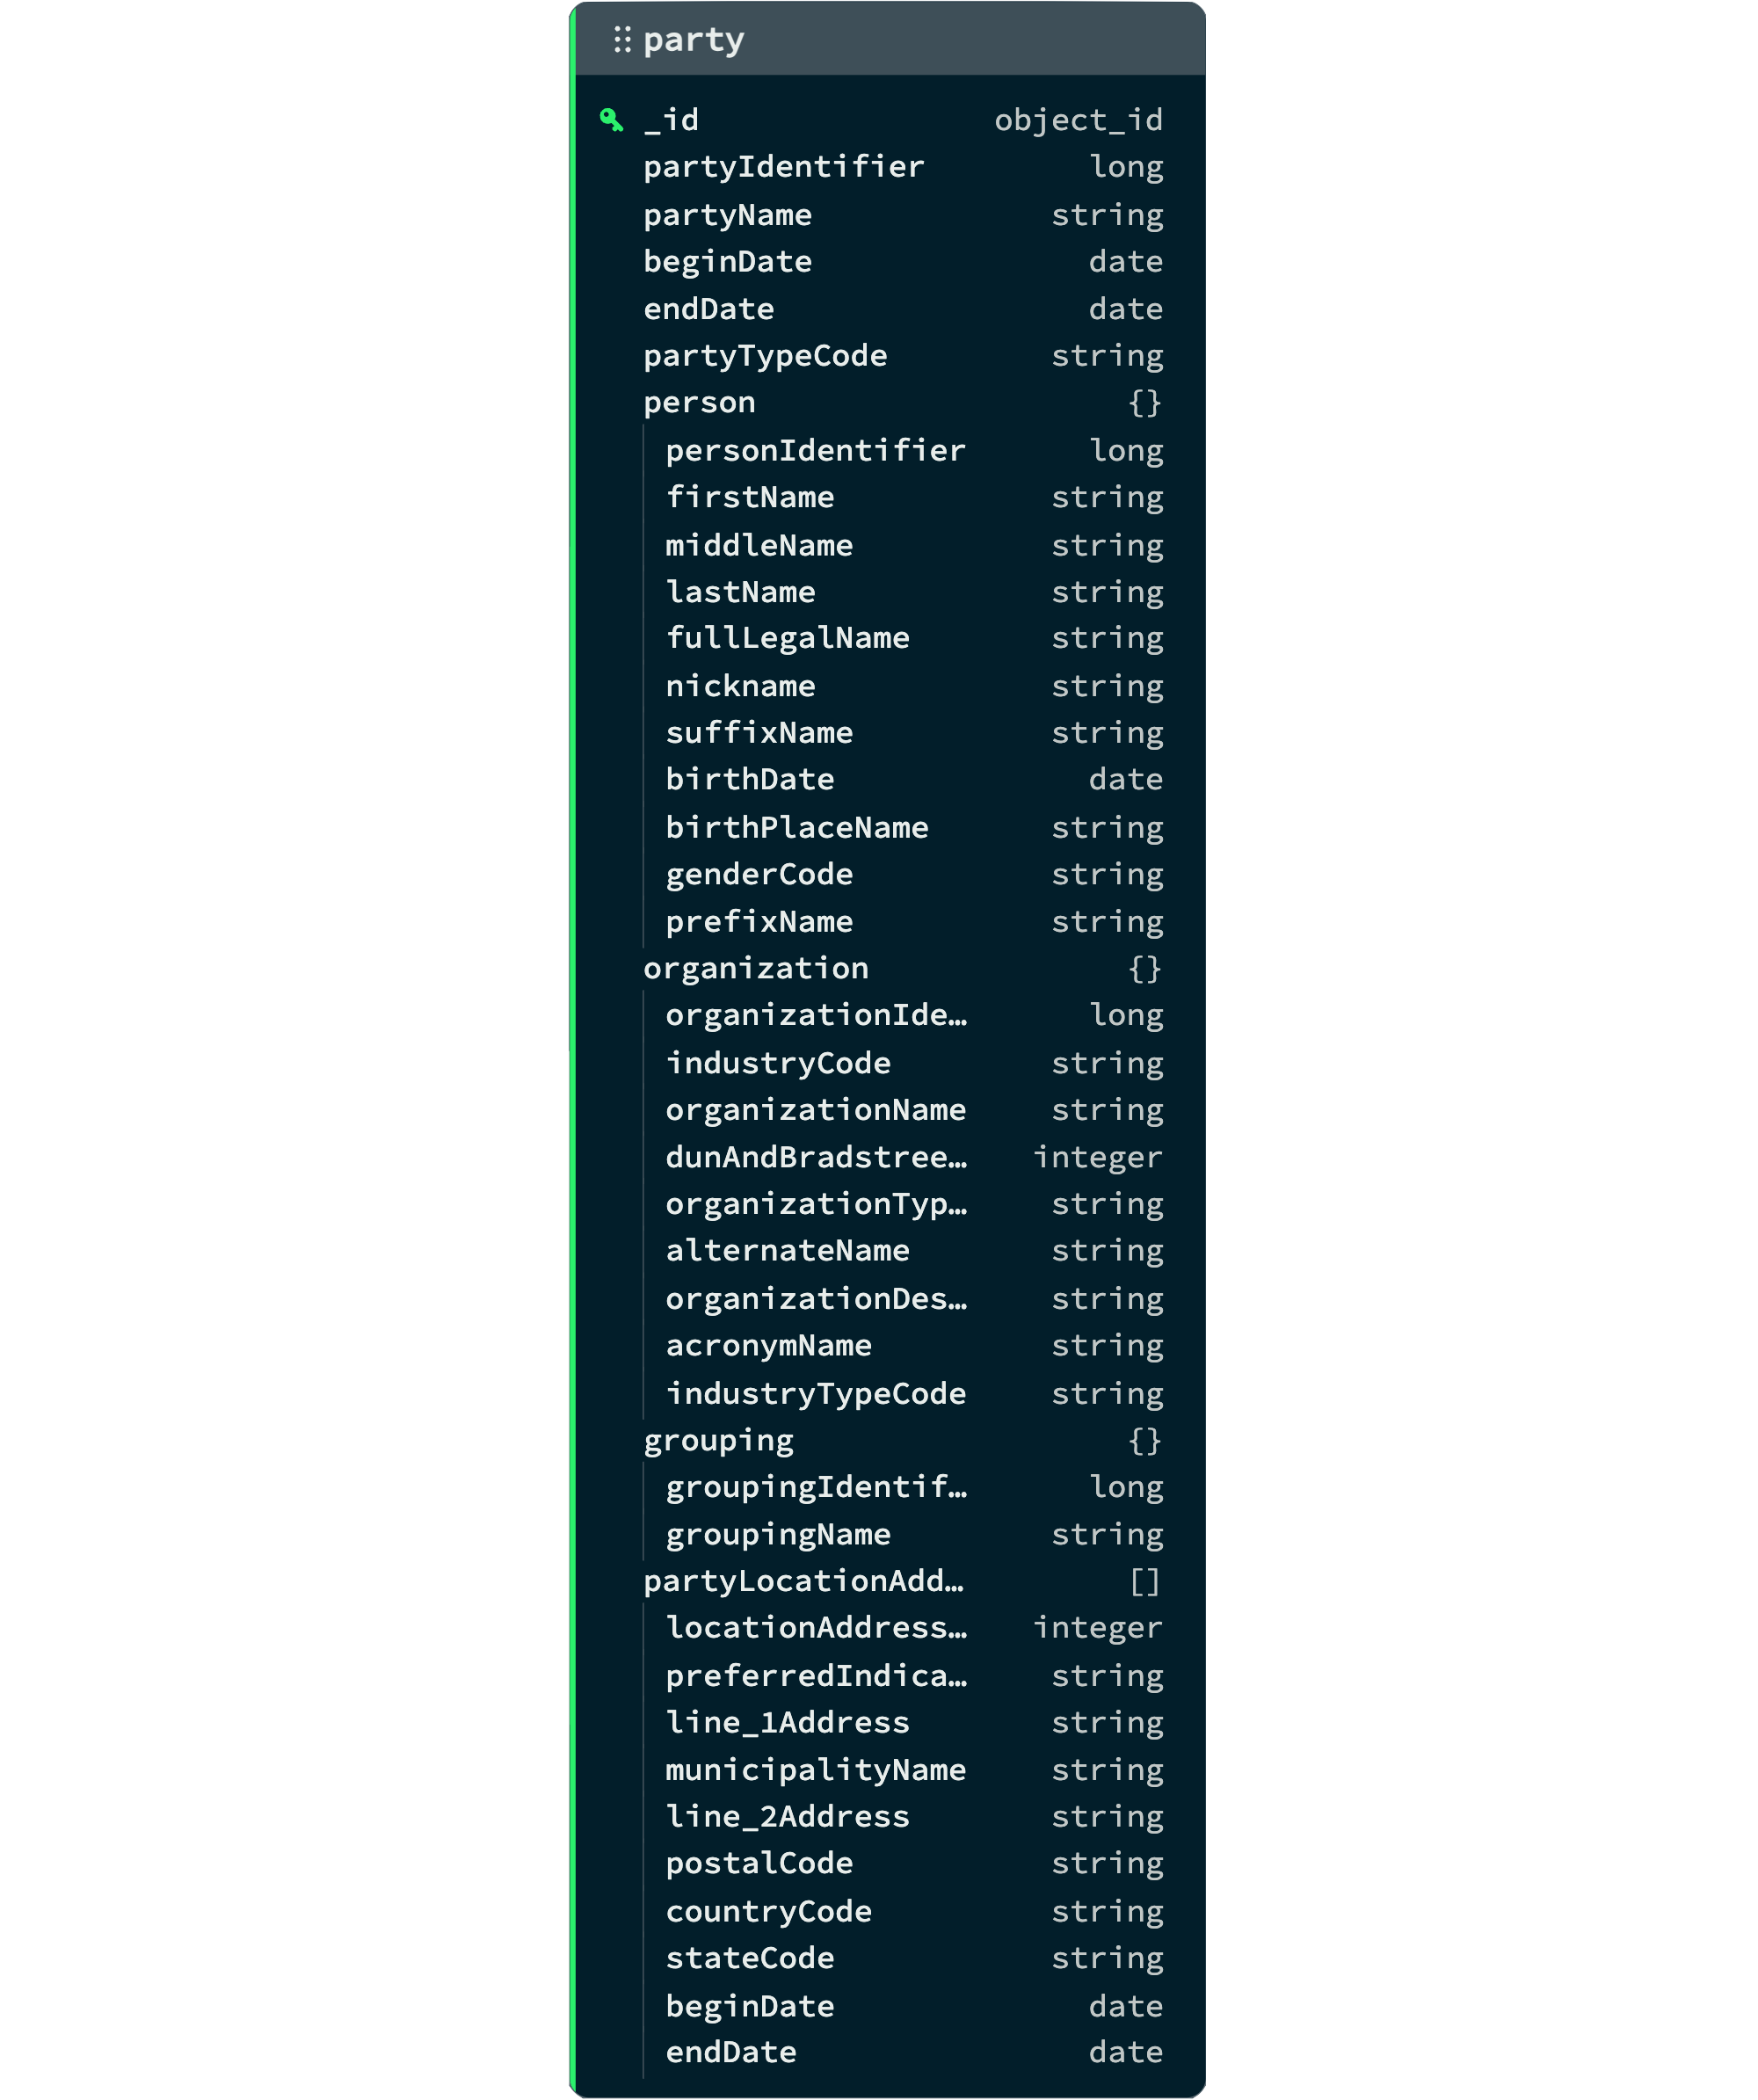 party
_id object_id
partyIdentifier long
partyName string
beginDate date
endDate date
partyTypeCode string
person {}
personIdentifier long
firstName string
middleName string
lastName string
fullLegalName string
nickname string
suffixName string
birthDate date
birthPlaceName string
genderCode string
prefixName string
organization {}
organizationIde… long
industryCode string
organizationName string
dunAndBradstree… integer
organizationTyp… string
alternateName string
organizationDes… string
acronymName string
industryTypeCode string
grouping {}
groupingIdentif… long
groupingName string
partyLocationAdd… []
locationAddress… integer
preferredIndica… string
line_1Address string
municipalityName string
line_2Address string
postalCode string
countryCode string
stateCode string
beginDate date
endDate date